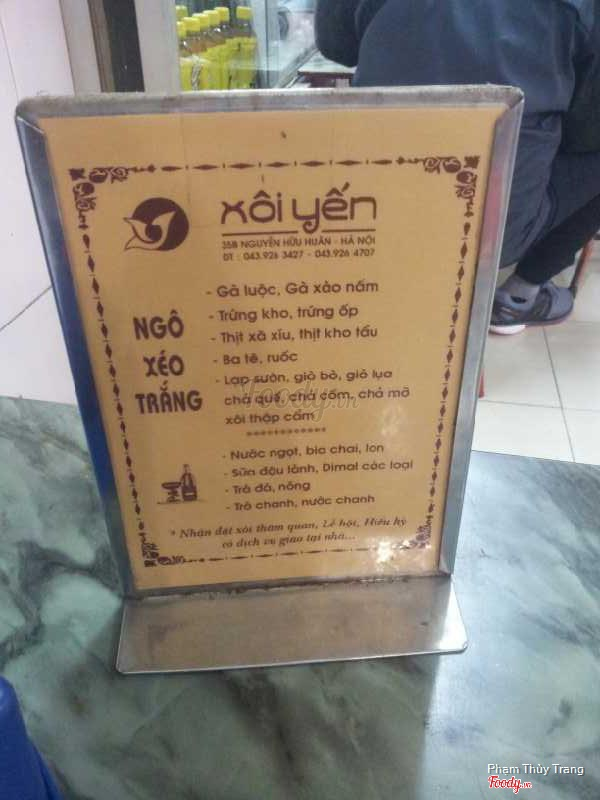 xôi yến
35B NGUYỄN HỮU HUÂN - HÀ NỘI
ĐT : 043.926 3427 - 043.926 4707
NGÔ
XÉO
TRẮNG
- Gà luộc, Gà xào nấm
- Trứng kho, trứng ốp
- Thịt xá xíu, thịt kho tầu
- Ba tê, ruốc
- Lạp sườn, giò bò, giò lụa
chả quế, chả cốm, chả mỡ
xôi thập cẩm
************
- Nước ngọt, bia chai, lon
- Sữa đậu lành, Dimal các loại
- Trà đá, nóng
- Trà chanh, nước chanh
* Nhận đặt xôi thăm quan, Lễ hội, Hiếu hỷ
có dịch vụ giao tại nhà...
Foody.vn
Phạm Thùy Trang
Foody.vn